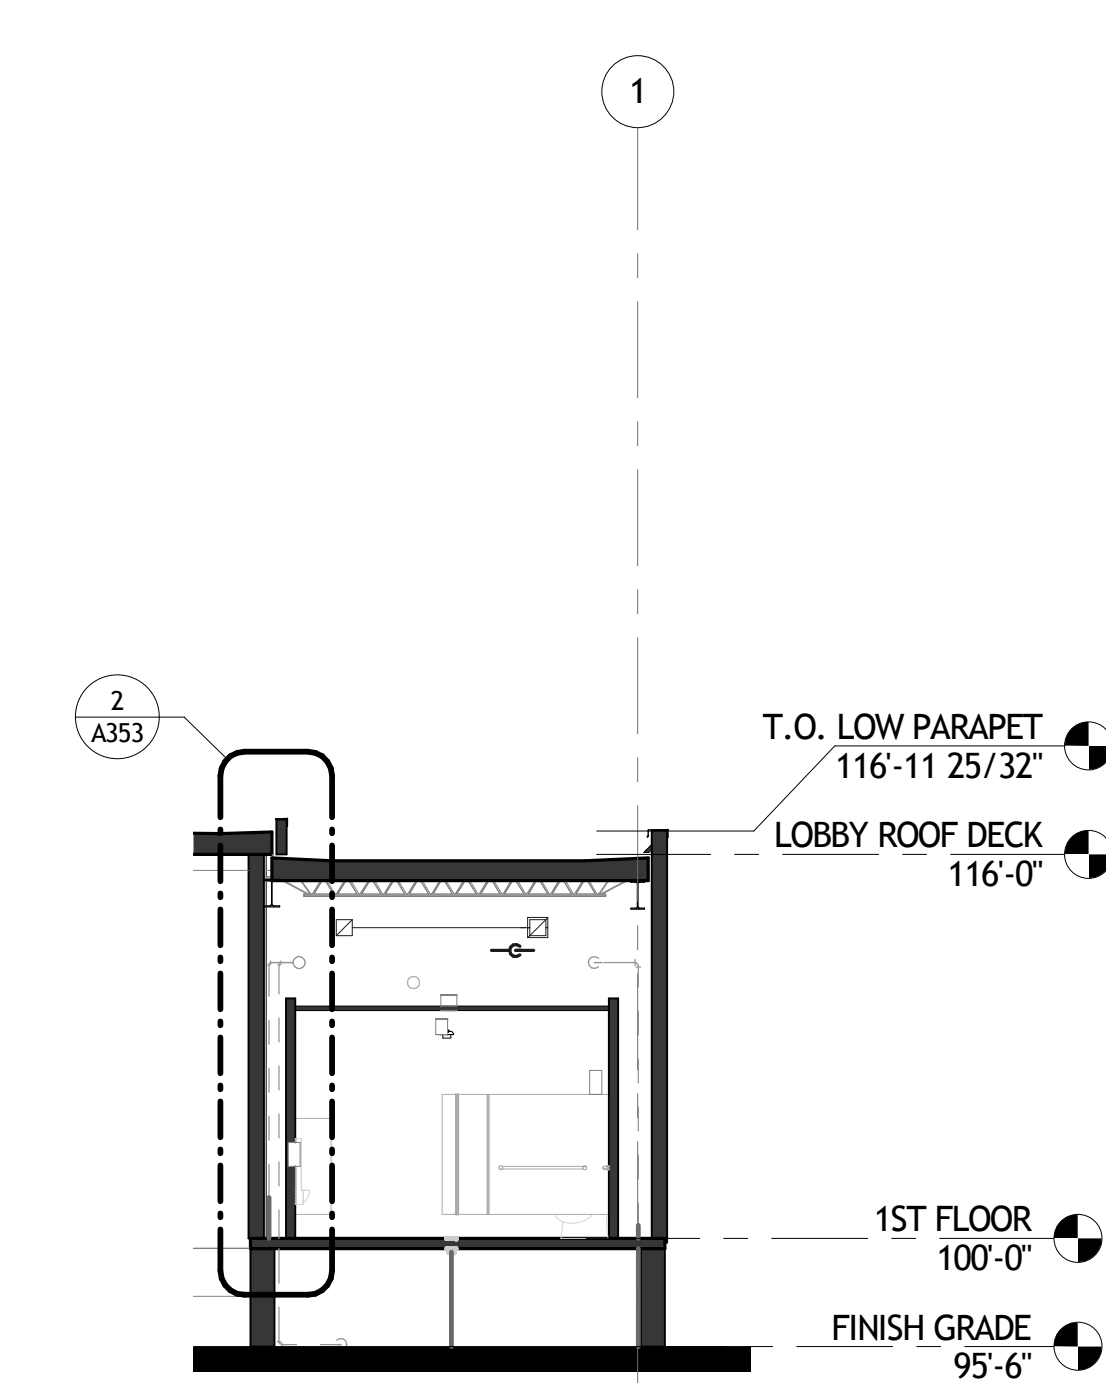 1
2
A353
T.O. LOW PARAPET
116'-11 25/32"
LOBBY ROOF DECK
116'-0"
1ST FLOOR
100'-0"
FINISH GRADE
95'-6"